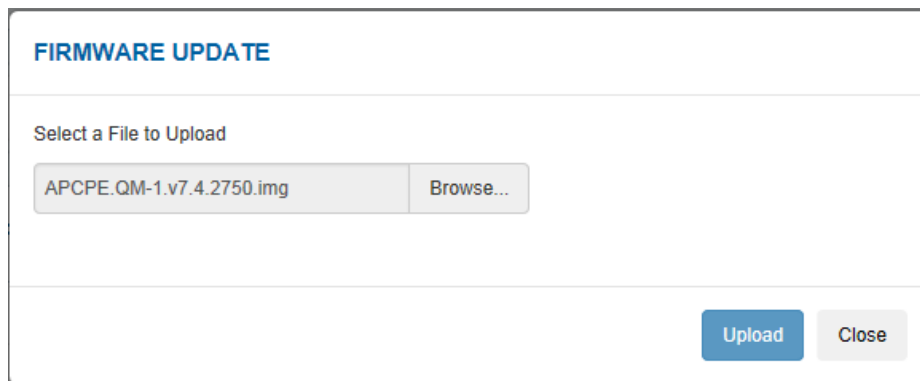 FIRMWARE UPDATE
Select a File to Upload
APCPE.QM-1.v7.4.2750.img Browse...
Upload Close